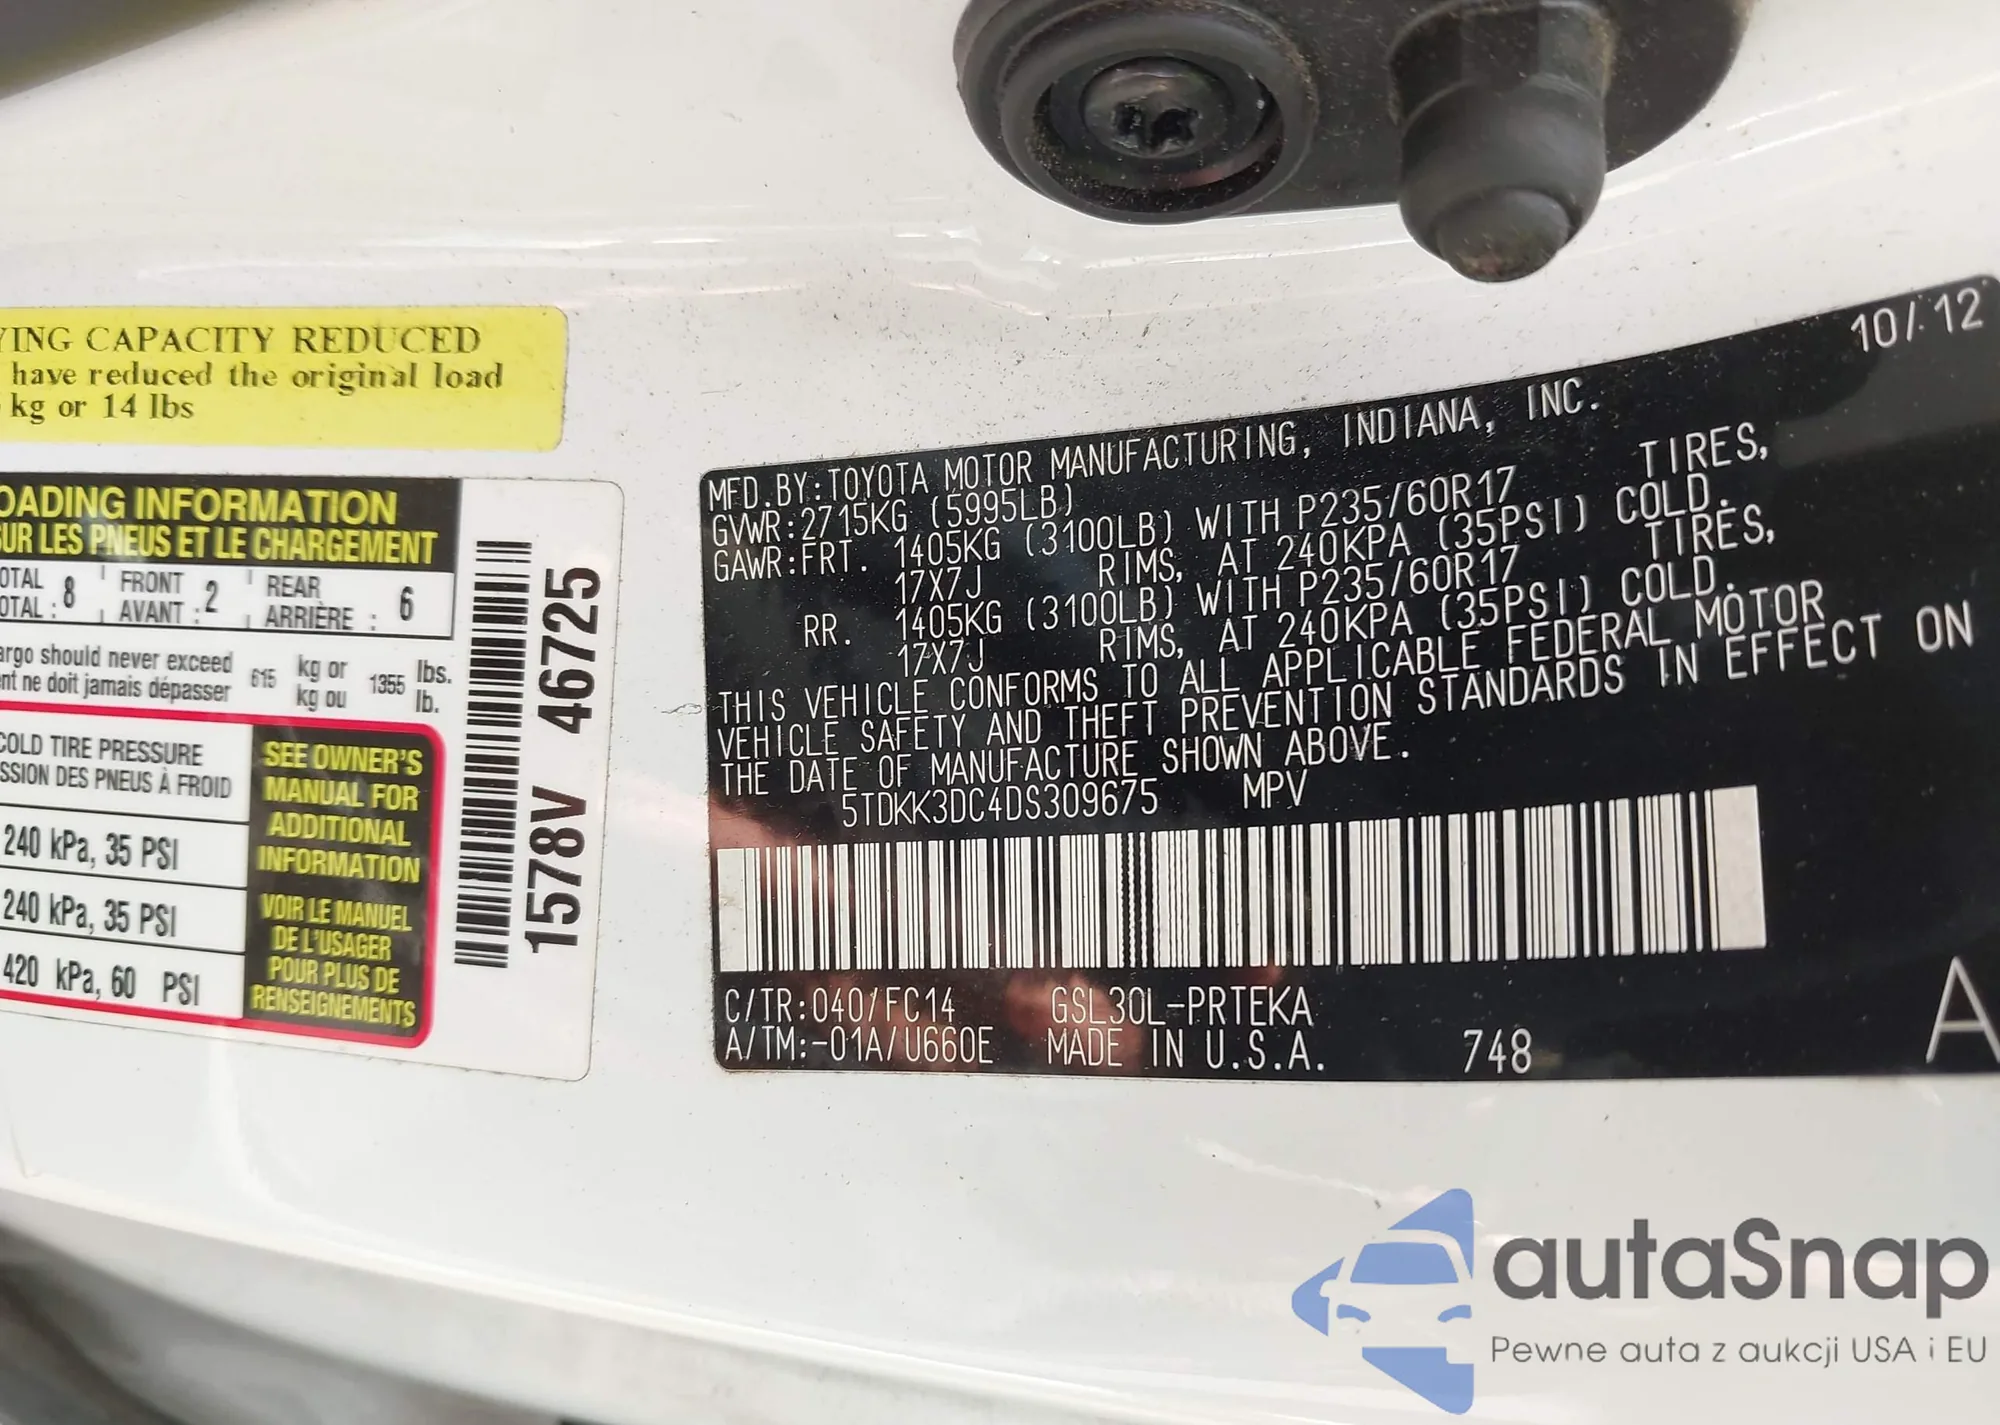 YING CAPACITY REDUCED
have reduced the original load
kg or 14 lbs
OADING INFORMATION
SUR LES PNEUS ET LE CHARGEMENT
OTAL 8 FRONT 2 REAR 6
OTAL: AVANT: ARRIÈRE:
argo should never exceed 615 kg or 1355 lbs.
nt ne doit jamais dépasser kg ou lb.
COLD TIRE PRESSURE
SSION DES PNEUS À FROID
240 kPa, 35 PSI
240 kPa, 35 PSI
420 kPa, 60 PSI
SEE OWNER'S
MANUAL FOR
ADDITIONAL
INFORMATION
VOIR LE MANUEL
DE L'USAGER
POUR PLUS DE
RENSEIGNEMENTS
1578V 46725
10/12
MFD.BY:TOYOTA MOTOR MANUFACTURING, INDIANA, INC.
GVWR:2715KG (5995LB)
GAWR:FRT. 1405KG (3100LB) WITH P235/60R17 TIRES,
17X7J RIMS, AT 240KPA (35PSI) COLD.
RR. 1405KG (3100LB) WITH P235/60R17 TIRES,
17X7J RIMS, AT 240KPA (35PSI) COLD.
THIS VEHICLE CONFORMS TO ALL APPLICABLE FEDERAL MOTOR
VEHICLE SAFETY AND THEFT PREVENTION STANDARDS IN EFFECT ON
THE DATE OF MANUFACTURE SHOWN ABOVE.
5TDKK3DC4DS309675 MPV
C/TR:040/FC14 GSL30L-PRTEKA
A/TM:-01A/U660E MADE IN U.S.A. 748 A
autaSnap
Pewne auta z aukcji USA i EU